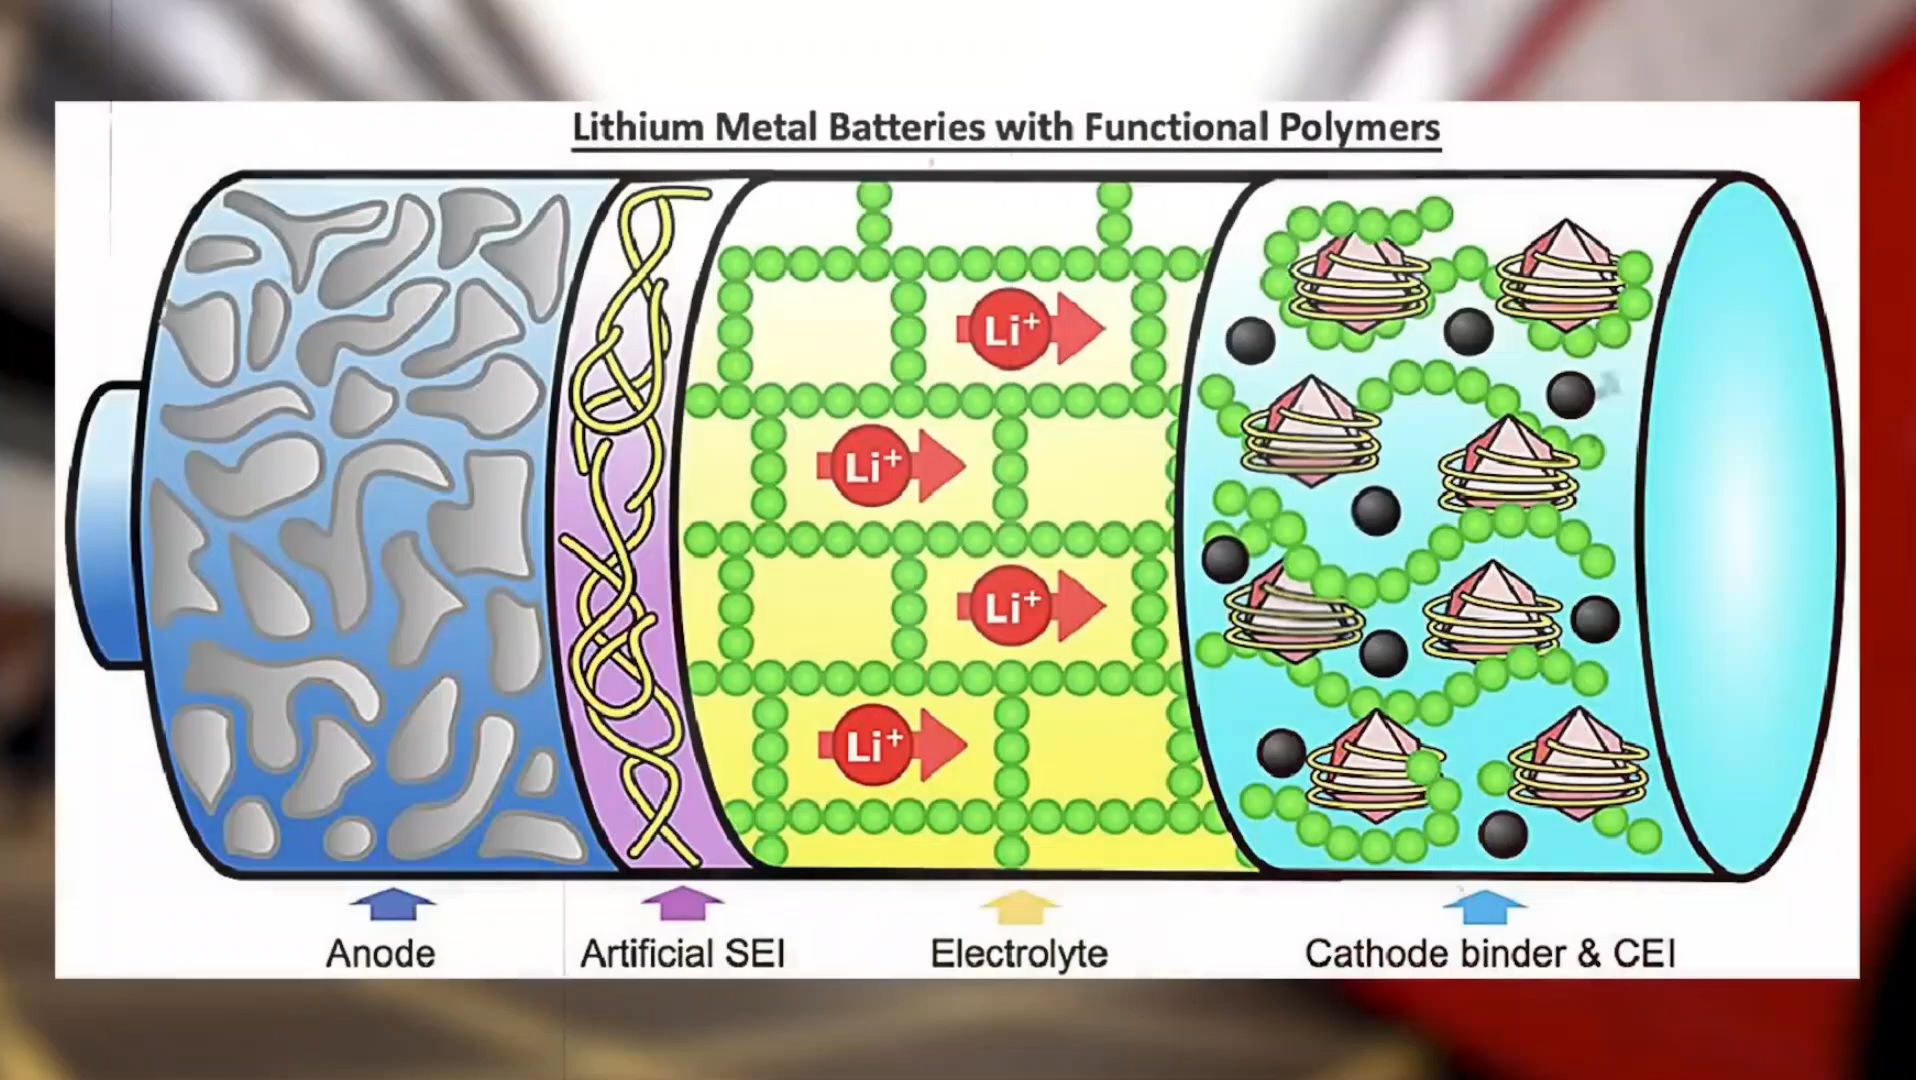 Lithium Metal Batteries with Functional Polymers
Li+
Li+
Li+
Li+
Anode
Artificial SEI
Electrolyte
Cathode binder & CEI